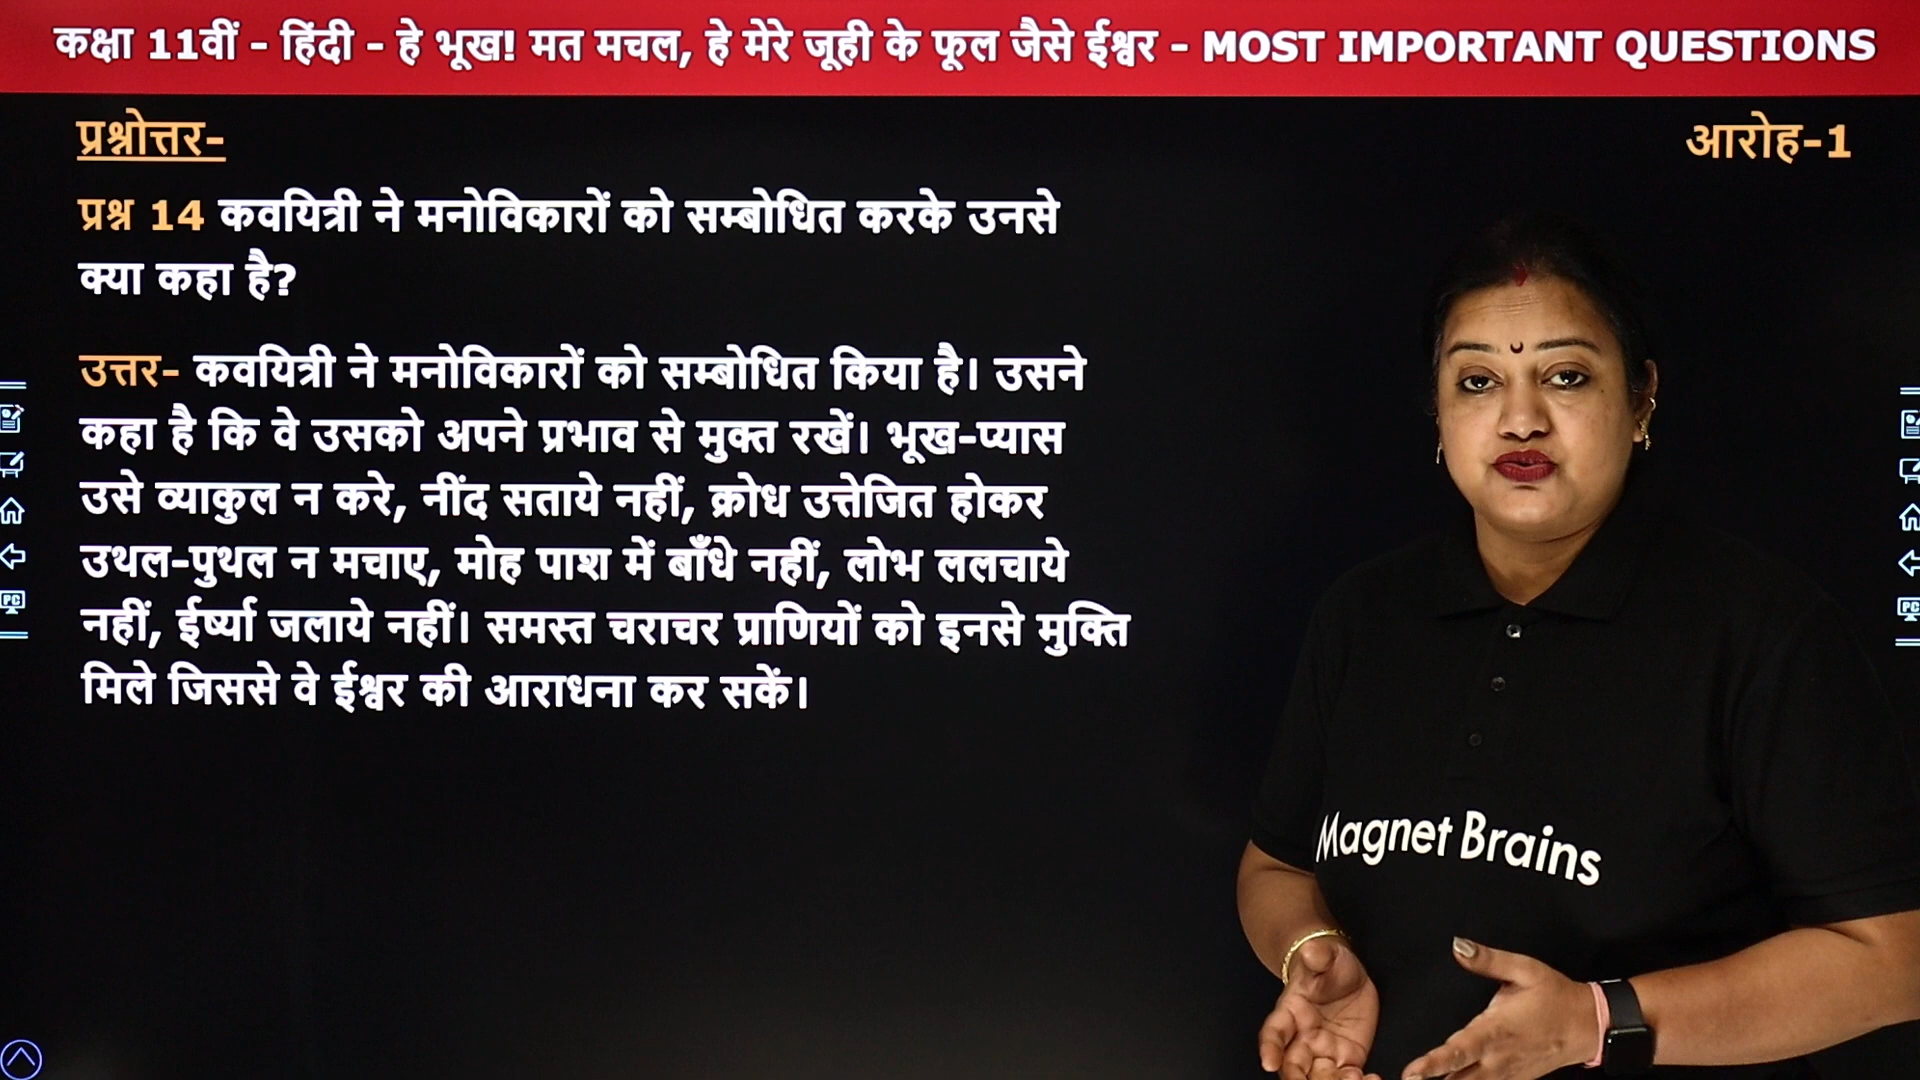 कक्षा 11वीं - हिंदी - हे भूख! मत मचल, हे मेरे जूही के फूल जैसे ईश्वर - MOST IMPORTANT QUESTIONS
प्रश्नोत्तर-
आरोह-1
प्रश्न 14 कवयित्री ने मनोविकारों को सम्बोधित करके उनसे
क्या कहा है?
उत्तर- कवयित्री ने मनोविकारों को सम्बोधित किया है। उसने
कहा है कि वे उसको अपने प्रभाव से मुक्त रखें। भूख-प्यास
उसे व्याकुल न करे, नींद सताये नहीं, क्रोध उत्तेजित होकर
उथल-पुथल न मचाए, मोह पाश में बाँधे नहीं, लोभ ललचाये
नहीं, ईर्ष्या जलाये नहीं। समस्त चराचर प्राणियों को इनसे मुक्ति
मिले जिससे वे ईश्वर की आराधना कर सकें।
PC
PC
Magnet Brains